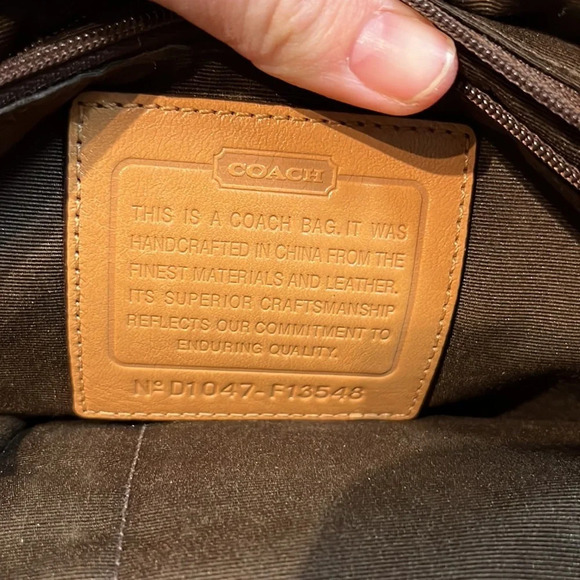 COACH
THIS IS A COACH BAG. IT WAS
HANDCRAFTED IN CHINA FROM THE
FINEST MATERIALS AND LEATHER.
ITS SUPERIOR CRAFTSMANSHIP
REFLECTS OUR COMMITMENT TO
ENDURING QUALITY.
Nº D1047-F13548